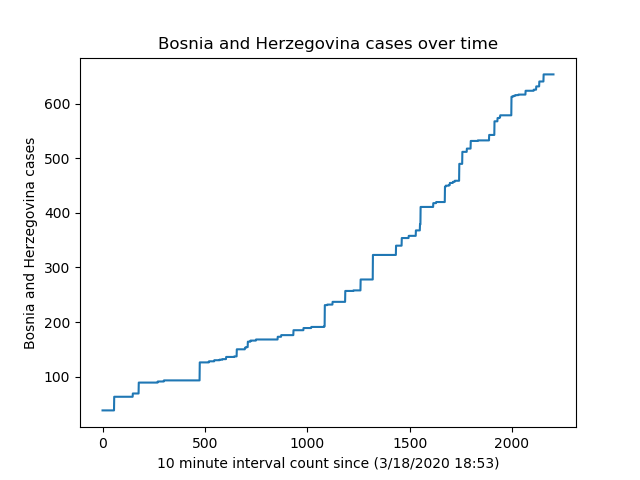 Bosnia and Herzegovina cases over time
Bosnia and Herzegovina cases
600
500
400
300
200
100
0 500 1000 1500 2000
10 minute interval count since (3/18/2020 18:53)